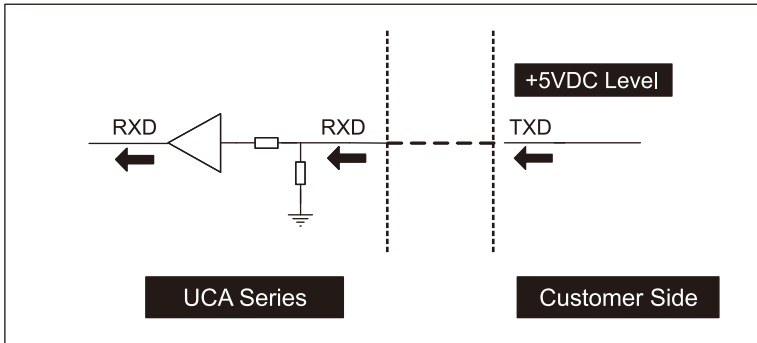 +5VDC Level
RXD
RXD
TXD
UCA Series
Customer Side